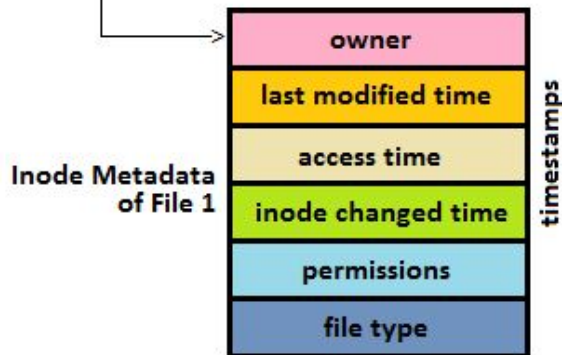 owner
last modified time
access time
inode changed time
permissions
file type
Inode Metadata
of File 1
timestamps